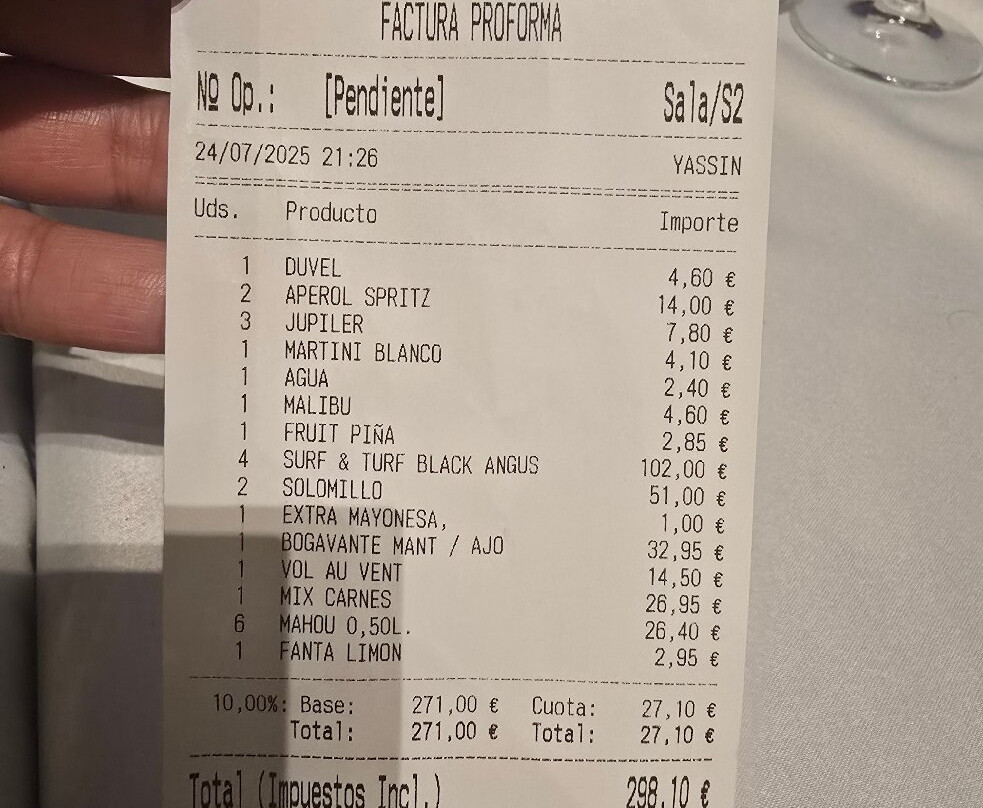 FACTURA PROFORMA
Nº Op.: [Pendiente] Sala/S2
24/07/2025 21:26 YASSIN
Uds. Producto Importe
1 DUVEL 4,60 €
2 APEROL SPRITZ 14,00 €
3 JUPILER 7,80 €
1 MARTINI BLANCO 4,10 €
1 AGUA 2,40 €
1 MALIBU 4,60 €
1 FRUIT PIÑA 2,85 €
4 SURF & TURF BLACK ANGUS 102,00 €
2 SOLOMILLO 51,00 €
1 EXTRA MAYONESA, 1,00 €
1 BOGAVANTE MANT / AJO 32,95 €
1 VOL AU VENT 14,50 €
1 MIX CARNES 26,95 €
6 MAHOU 0,50L. 26,40 €
1 FANTA LIMON 2,95 €
10,00%: Base: 271,00 € Cuota: 27,10 €
Total: 271,00 € Total: 27,10 €
Total (Impuestos Incl.) 298,10 €